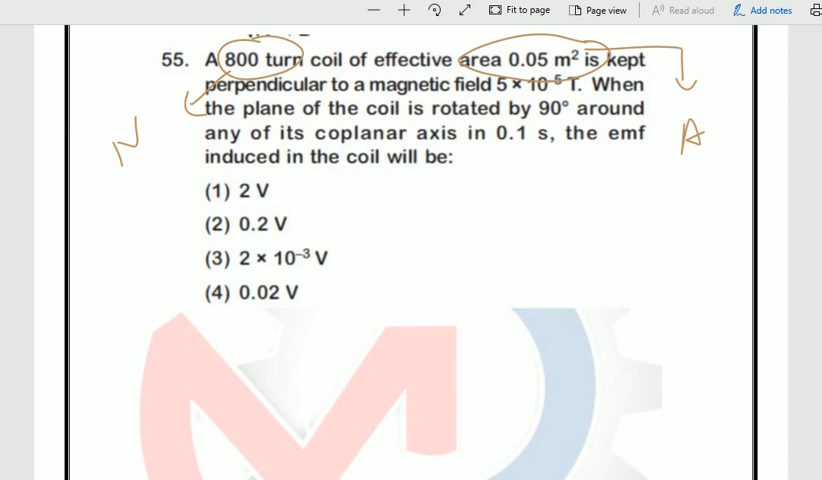 Fit to page
Page view
Read aloud
Add notes
55. A 800 turn coil of effective area 0.05 m² is kept
perpendicular to a magnetic field 5 × 10⁻⁵ T. When
the plane of the coil is rotated by 90° around
any of its coplanar axis in 0.1 s, the emf
induced in the coil will be:
N
A
(1) 2 V
(2) 0.2 V
(3) 2 × 10⁻³ V
(4) 0.02 V